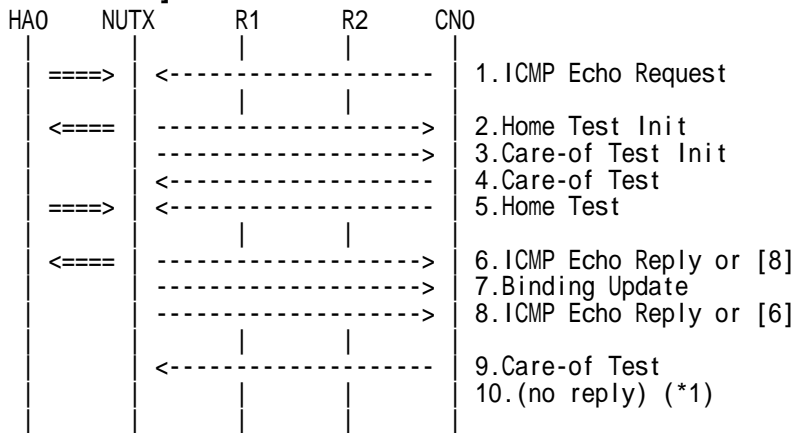 HA0 NUTX R1 R2 CN0
====> <--------------------- 1.ICMP Echo Request
<==== ---------------------> 2.Home Test Init
---------------------> 3.Care-of Test Init
<--------------------- 4.Care-of Test
====> <--------------------- 5.Home Test
<==== ---------------------> 6.ICMP Echo Reply or [8]
---------------------> 7.Binding Update
---------------------> 8.ICMP Echo Reply or [6]
<--------------------- 9.Care-of Test
10.(no reply) (*1)